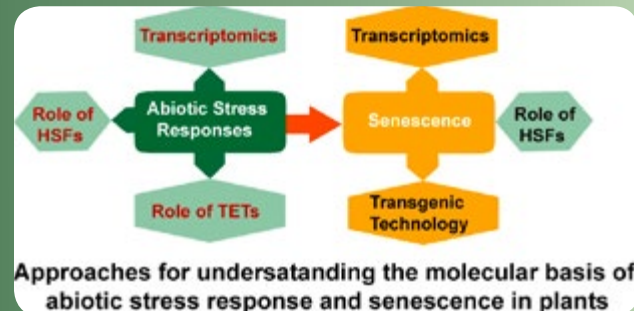 Transcriptomics
Transcriptomics
Role of
HSFs
Abiotic Stress
Responses
Senescence
Role of
HSFs
Role of TETs
Transgenic
Technology
Approaches for undersatanding the molecular basis of
abiotic stress response and senescence in plants